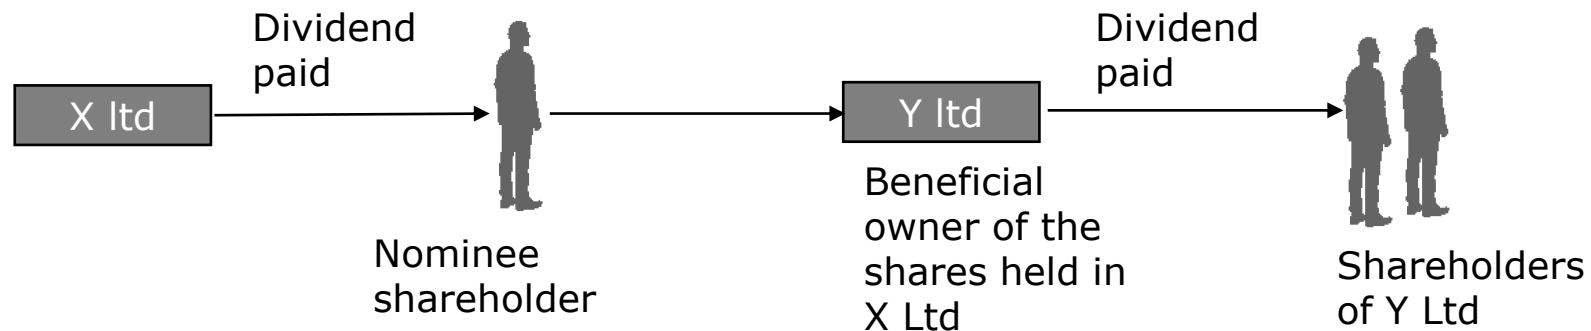 Dividend
paid
Dividend
paid
X ltd
Y ltd
Nominee
shareholder
Beneficial
owner of the
shares held in
X Ltd
Shareholders
of Y Ltd